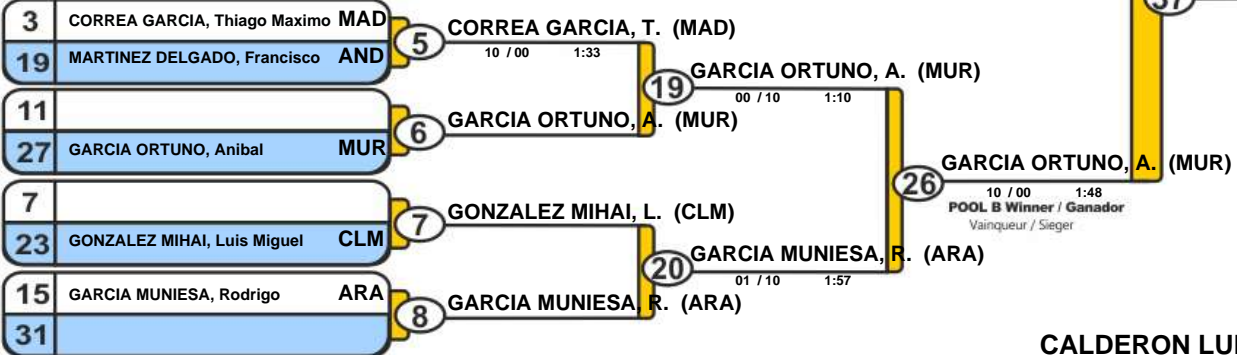 3 CORREA GARCIA, Thiago Maximo MAD
19 MARTINEZ DELGADO, Francisco AND
5 CORREA GARCIA, T. (MAD)
10 / 00 1:33
11
27 GARCIA ORTUNO, Anibal MUR
6 GARCIA ORTUNO, A. (MUR)
19 GARCIA ORTUNO, A. (MUR)
00 / 10 1:10
7
23 GONZALEZ MIHAI, Luis Miguel CLM
7 GONZALEZ MIHAI, L. (CLM)
15 GARCIA MUNIESA, Rodrigo ARA
31
8 GARCIA MUNIESA, R. (ARA)
20 GARCIA MUNIESA, R. (ARA)
01 / 10 1:57
26 GARCIA ORTUNO, A. (MUR)
10 / 00 1:48
POOL B Winner / Ganador
Vainqueur / Sieger
37